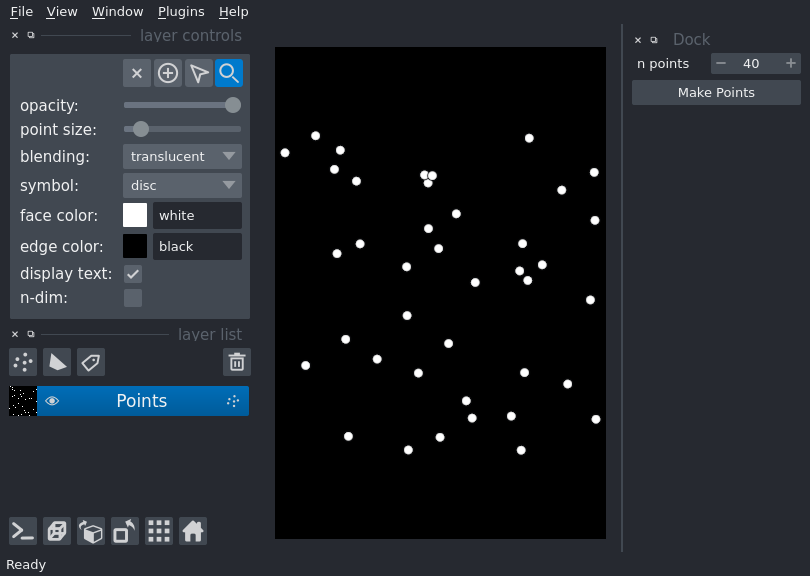 File View Window Plugins Help
layer controls
opacity:
point size:
blending: translucent
symbol: disc
face color: white
edge color: black
display text:
n-dim:
layer list
Points
Ready
Dock
n points 40
Make Points